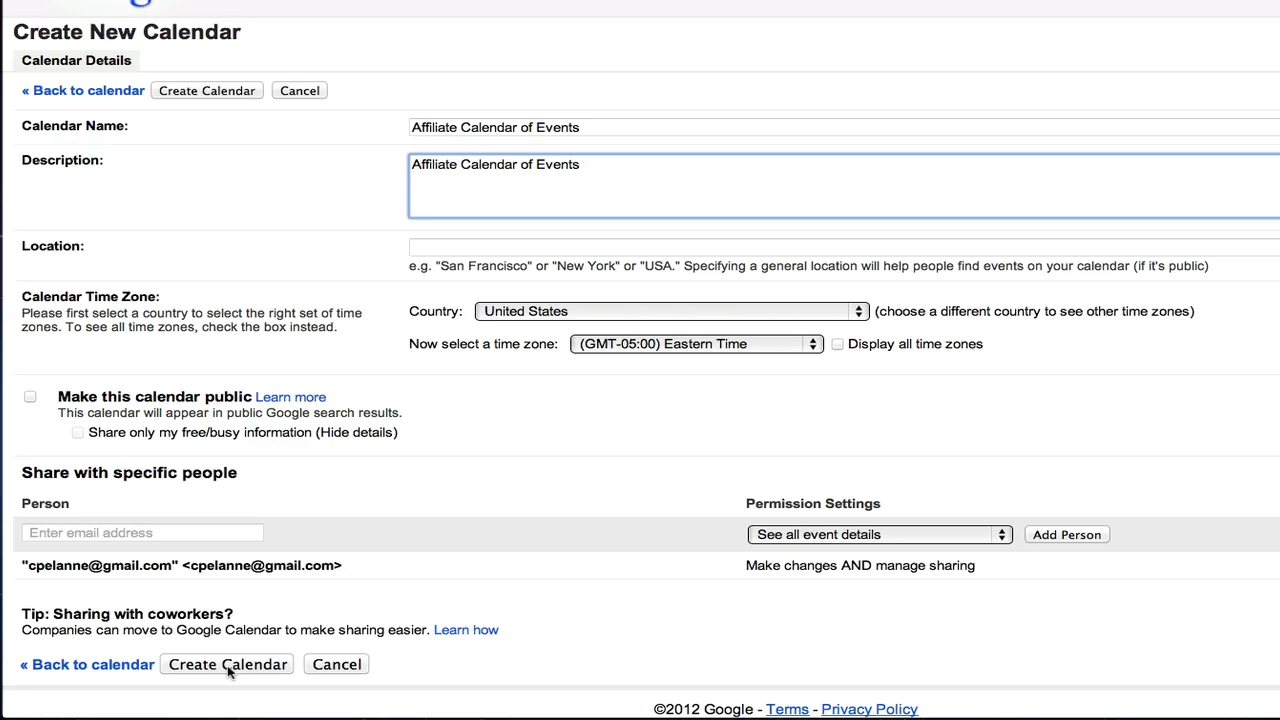 Create New Calendar
Calendar Details
« Back to calendar Create Calendar Cancel
Calendar Name: Affiliate Calendar of Events
Description: Affiliate Calendar of Events
Location:
e.g. "San Francisco" or "New York" or "USA." Specifying a general location will help people find events on your calendar (if it's public)
Calendar Time Zone:
Please first select a country to select the right set of time
zones. To see all time zones, check the box instead.
Country: United States (choose a different country to see other time zones)
Now select a time zone: (GMT-05:00) Eastern Time Display all time zones
Make this calendar public Learn more
This calendar will appear in public Google search results.
Share only my free/busy information (Hide details)
Share with specific people
Person Permission Settings
Enter email address See all event details Add Person
"cpelanne@gmail.com" <cpelanne@gmail.com> Make changes AND manage sharing
Tip: Sharing with coworkers?
Companies can move to Google Calendar to make sharing easier. Learn how
« Back to calendar Create Calendar Cancel
©2012 Google - Terms - Privacy Policy